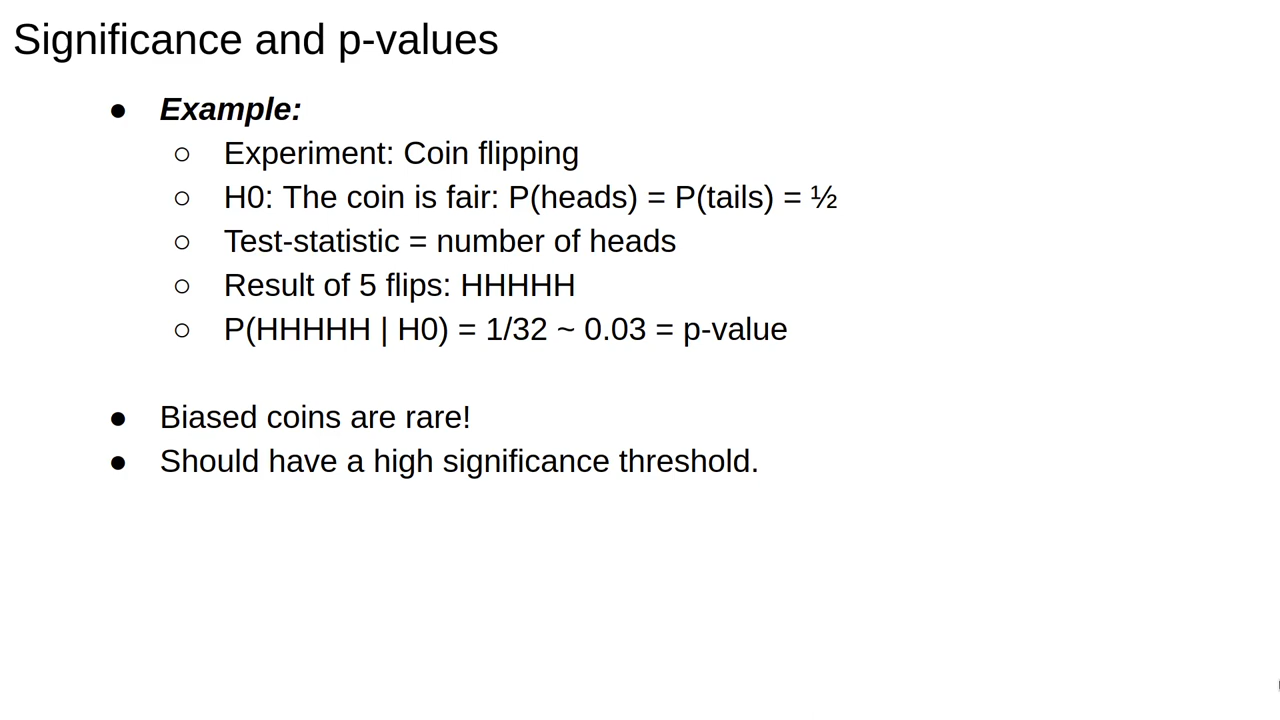 Significance and p-values
● Example:
○ Experiment: Coin flipping
○ H0: The coin is fair: P(heads) = P(tails) = ½
○ Test-statistic = number of heads
○ Result of 5 flips: HHHHH
○ P(HHHHH | H0) = 1/32 ~ 0.03 = p-value
● Biased coins are rare!
● Should have a high significance threshold.